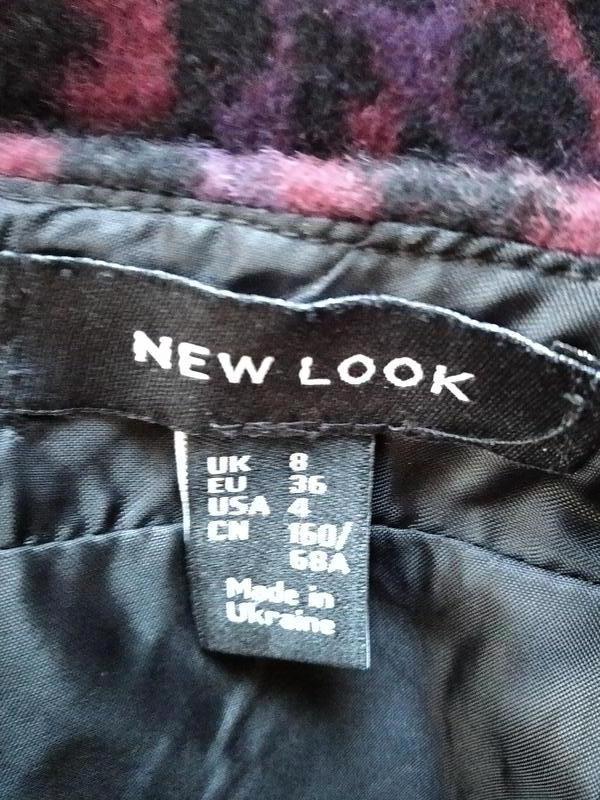 NEW LOOK
UK 8
EU 36
USA 4
CN 160/
68A
Made in
Ukraine